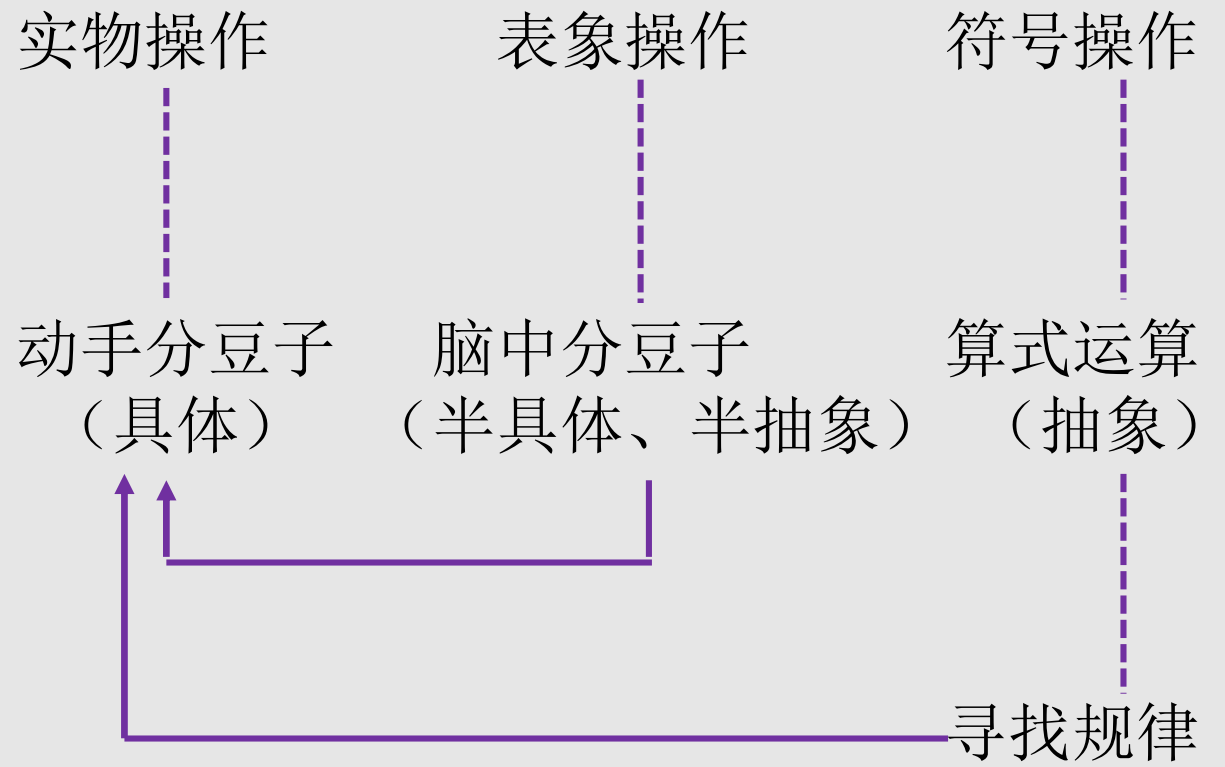 实物操作 表象操作 符号操作
动手分豆子 脑中分豆子 算式运算
（具体） （半具体、半抽象） （抽象）
寻找规律